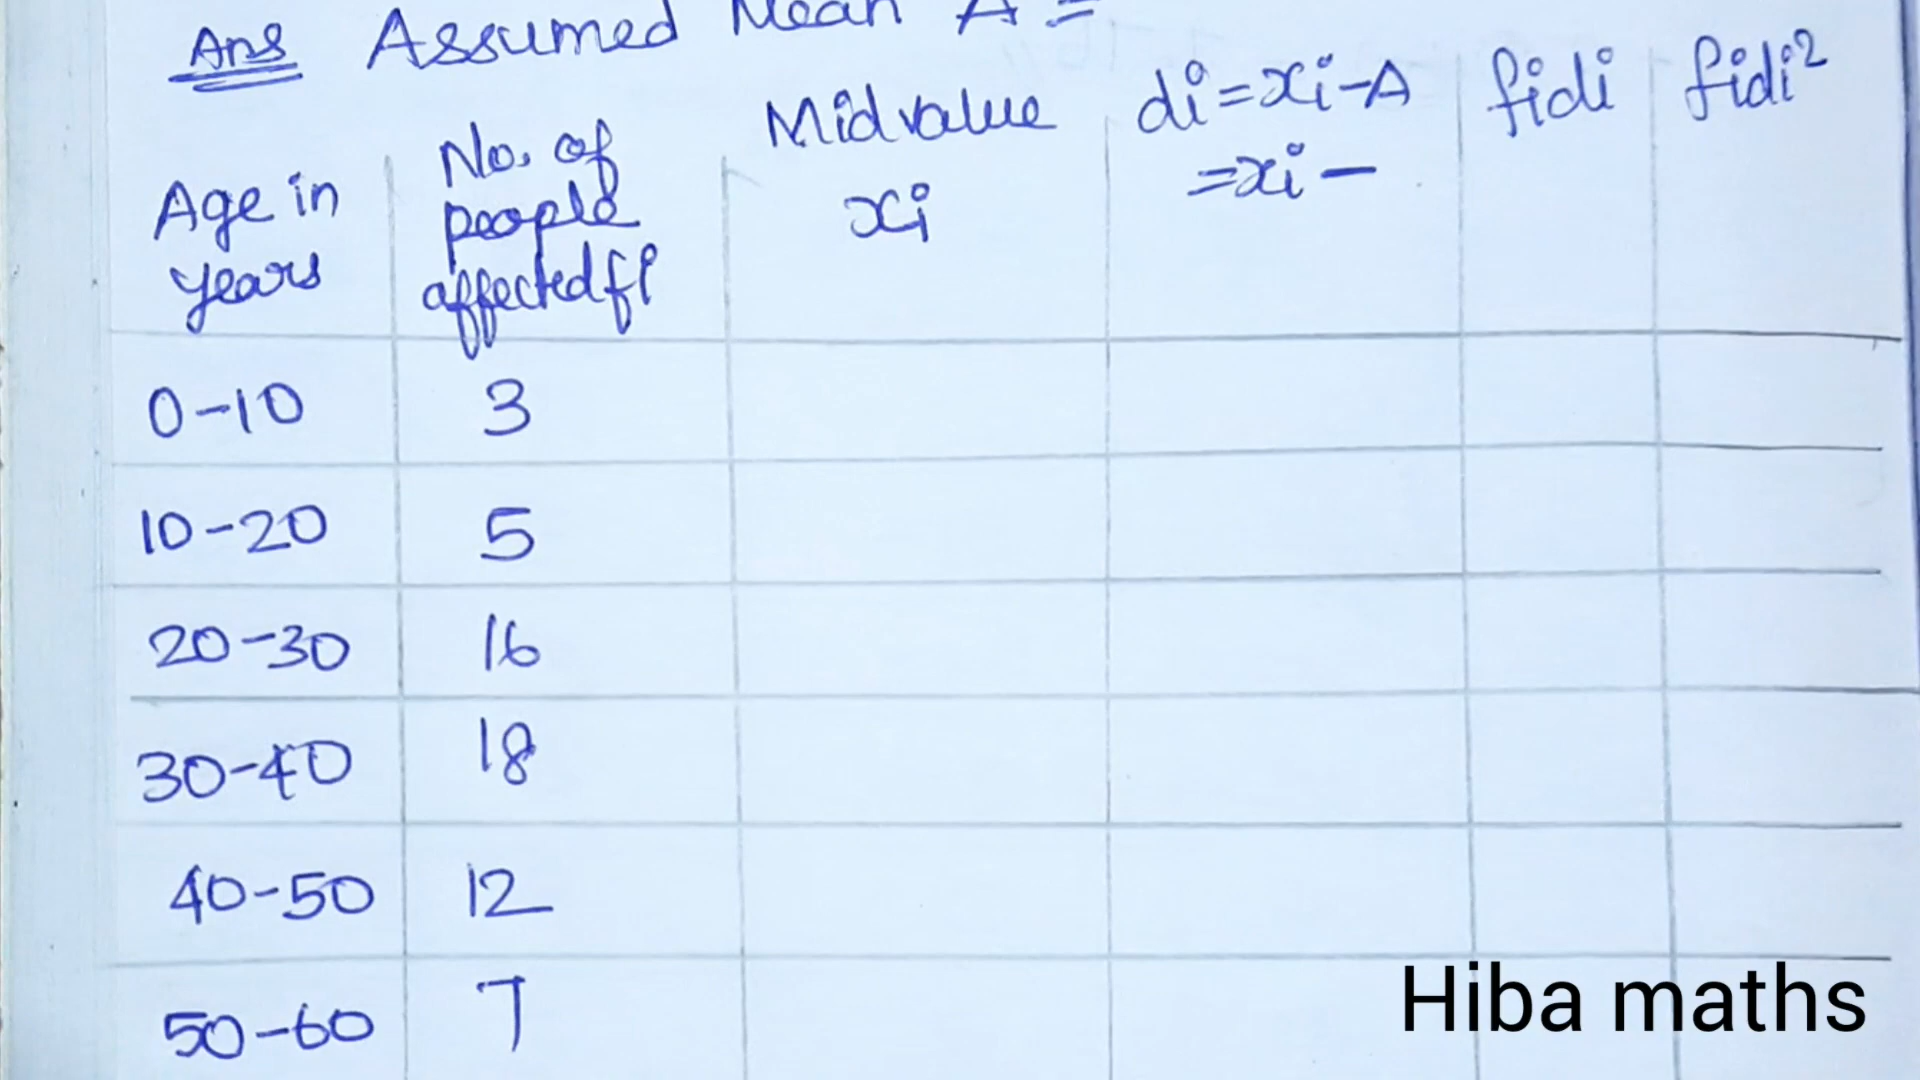 Ans Assumed Mean A =
Age in years | No. of people affected fi | Mid value xi | di = xi - A = xi - | fidi | fidi²
0-10 3
10-20 5
20-30 16
30-40 18
40-50 12
50-60 7
Hiba maths